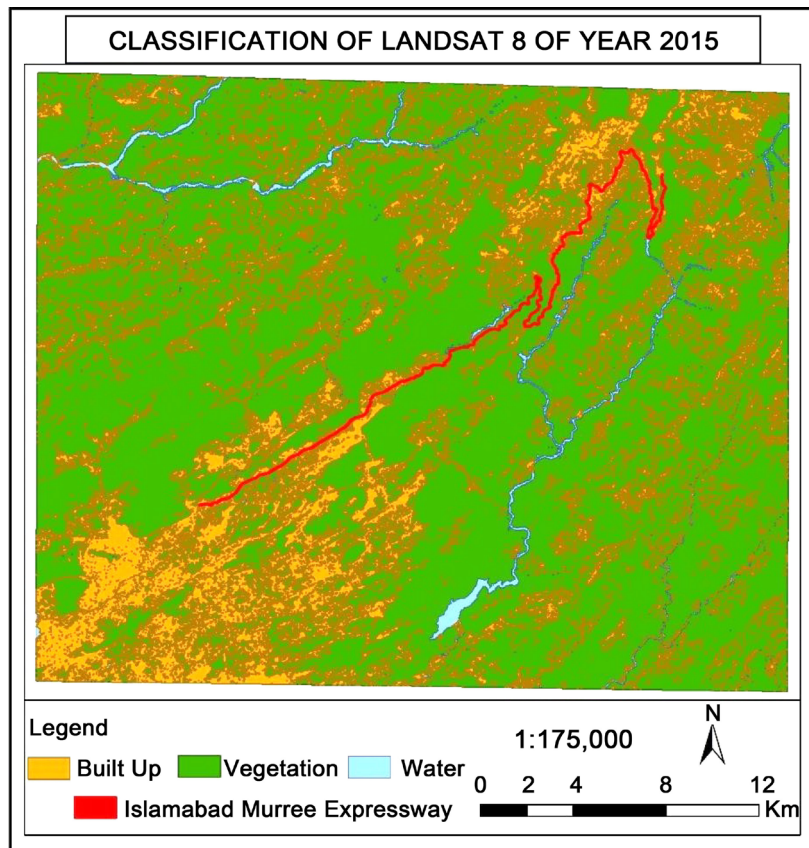 CLASSIFICATION OF LANDSAT 8 OF YEAR 2015
Legend
Built Up Vegetation Water
Islamabad Murree Expressway
1:175,000
N
0 2 4 8 12
Km